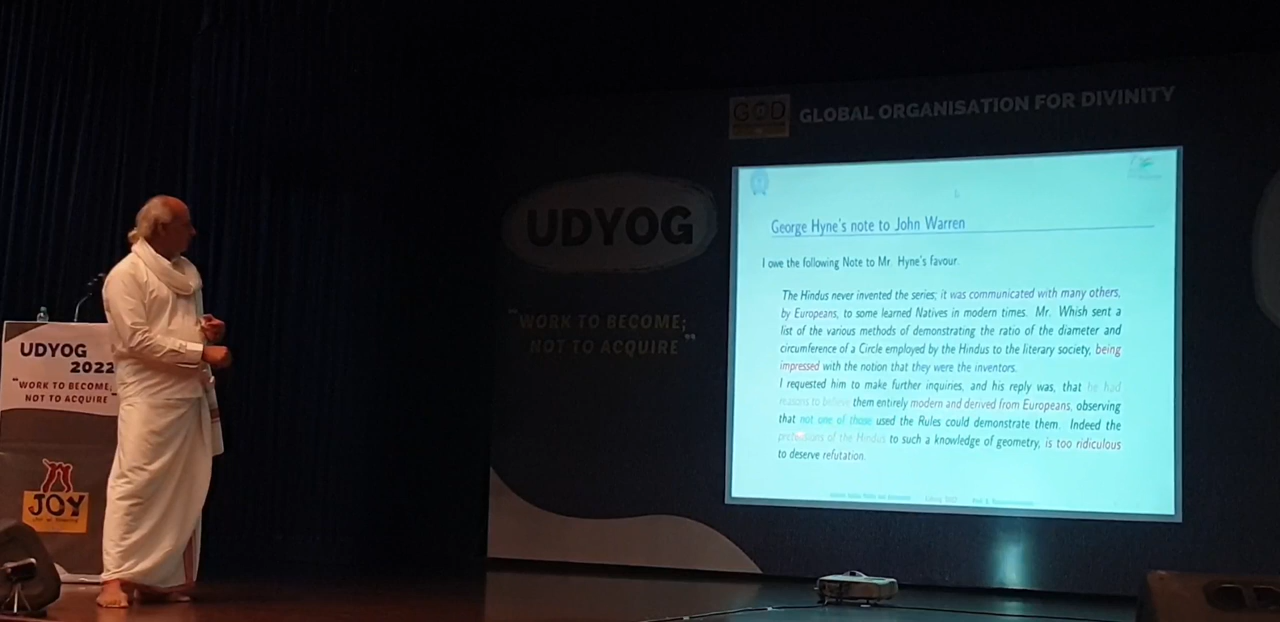 GOD
GLOBAL ORGANISATION FOR DIVINITY
UDYOG
"WORK TO BECOME;
NOT TO ACQUIRE"
George Hyne's note to John Warren
I owe the following Note to Mr. Hyne's favour.
The Hindus never invented the series; it was communicated with many others,
by Europeans, to some learned Natives in modern times. Mr. Whish sent a
list of the various methods of demonstrating the ratio of the diameter and
circumference of a Circle employed by the Hindus to the literary society, being
impressed with the notion that they were the inventors.
I requested him to make further inquiries, and his reply was, that he had
reasons to believe them entirely modern and derived from Europeans, observing
that not one of those used the Rules could demonstrate them. Indeed the
pretensions of the Hindus to such a knowledge of geometry, is too ridiculous
to deserve refutation.
UDYOG
2022
"WORK TO BECOME;
NOT TO ACQUIRE"
JOY